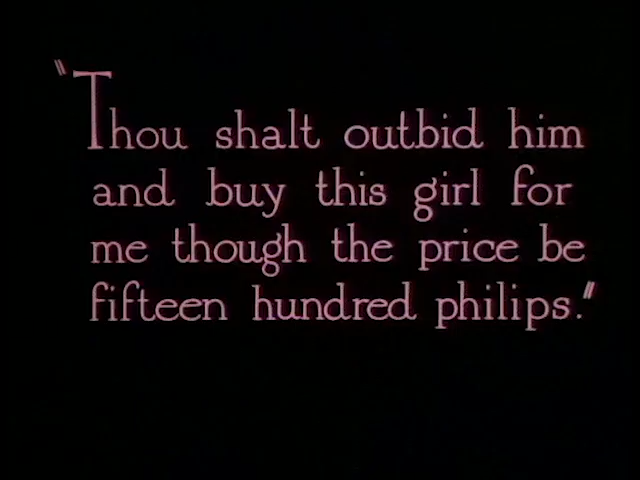 "Thou shalt outbid him
and buy this girl for
me though the price be
fifteen hundred philips."